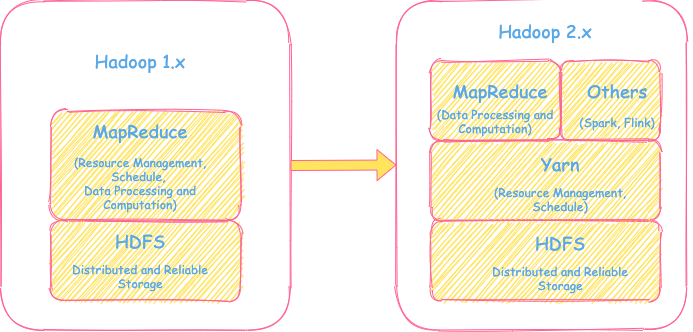 Hadoop 1.x
MapReduce
(Resource Management,
Schedule,
Data Processing and
Computation)
HDFS
Distributed and Reliable
Storage
Hadoop 2.x
MapReduce
(Data Processing and
Computation)
Others
(Spark, Flink)
Yarn
(Resource Management,
Schedule)
HDFS
Distributed and Reliable
Storage